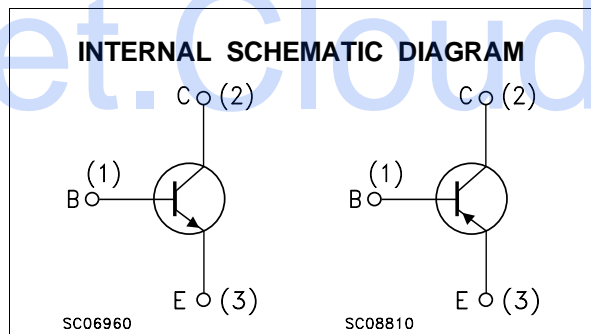 et.Cloud
INTERNAL SCHEMATIC DIAGRAM
C (2)
C (2)
(1)
(1)
B
B
E (3)
E (3)
SC06960
SC08810